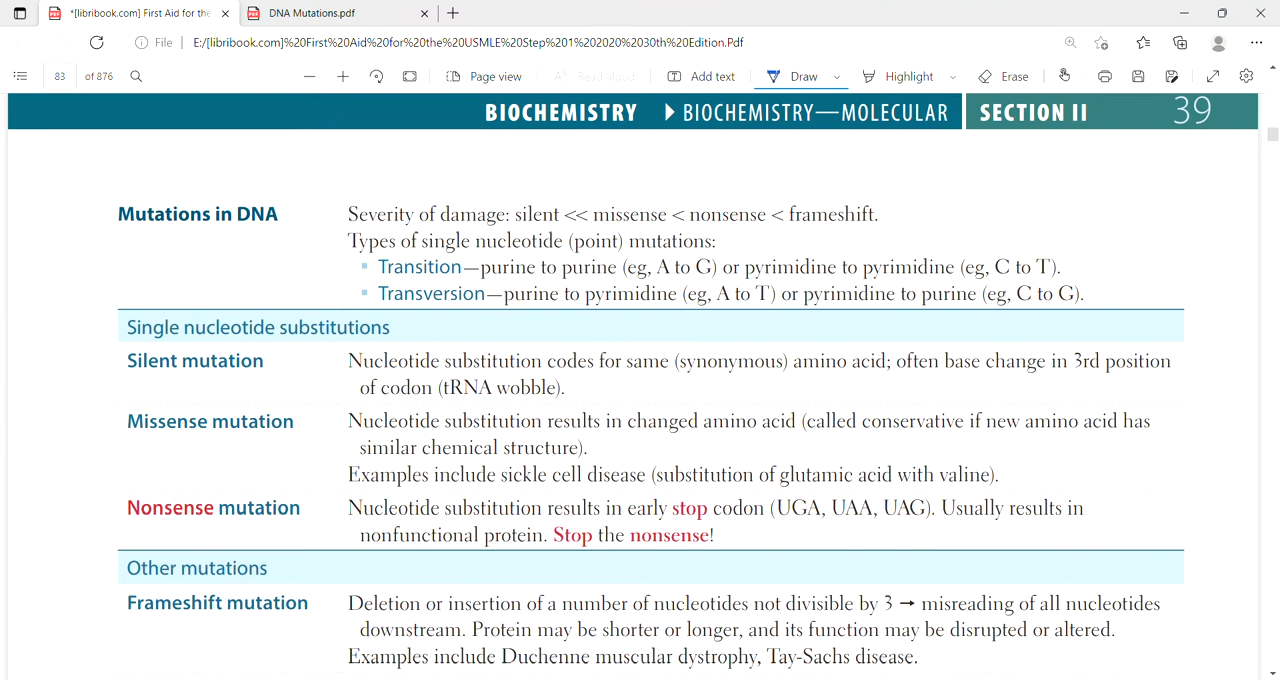 *[libribook.com] First Aid for the
DNA Mutations.pdf
File
E:/[libribook.com]%20First%20Aid%20for%20the%20USMLE%20Step%201%202020%2030th%20Edition.Pdf
83 of 876
Page view
Read aloud
Add text
Draw
Highlight
Erase
BIOCHEMISTRY ▶ BIOCHEMISTRY—MOLECULAR SECTION II 39
Mutations in DNA Severity of damage: silent << missense < nonsense < frameshift.
Types of single nucleotide (point) mutations:
▪ Transition—purine to purine (eg, A to G) or pyrimidine to pyrimidine (eg, C to T).
▪ Transversion—purine to pyrimidine (eg, A to T) or pyrimidine to purine (eg, C to G).
Single nucleotide substitutions
Silent mutation Nucleotide substitution codes for same (synonymous) amino acid; often base change in 3rd position
of codon (tRNA wobble).
Missense mutation Nucleotide substitution results in changed amino acid (called conservative if new amino acid has
similar chemical structure).
Examples include sickle cell disease (substitution of glutamic acid with valine).
Nonsense mutation Nucleotide substitution results in early stop codon (UGA, UAA, UAG). Usually results in
nonfunctional protein. Stop the nonsense!
Other mutations
Frameshift mutation Deletion or insertion of a number of nucleotides not divisible by 3 → misreading of all nucleotides
downstream. Protein may be shorter or longer, and its function may be disrupted or altered.
Examples include Duchenne muscular dystrophy, Tay-Sachs disease.